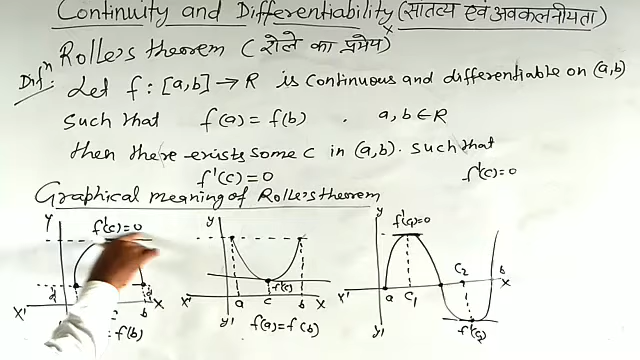 Continuity and Differentiability (सातत्य एवं अवकलनीयता)
Rolle's theorem (रोले का प्रमेय)
Defⁿ: Let f : [a,b] → R is continuous and differentiable on (a,b)
such that f(a) = f(b) . a, b ∈ R
then there exists some c in (a,b). such that
f'(c) = 0 f'(c) = 0
Graphical meaning of Rolle's theorem
y f'(c) = 0 y y f'(c) = 0
x' b x x' a c f'(c) b x x' a c₁ c₂ b x
= f(b) y' f(a) = f(b) y' f'(c₂)